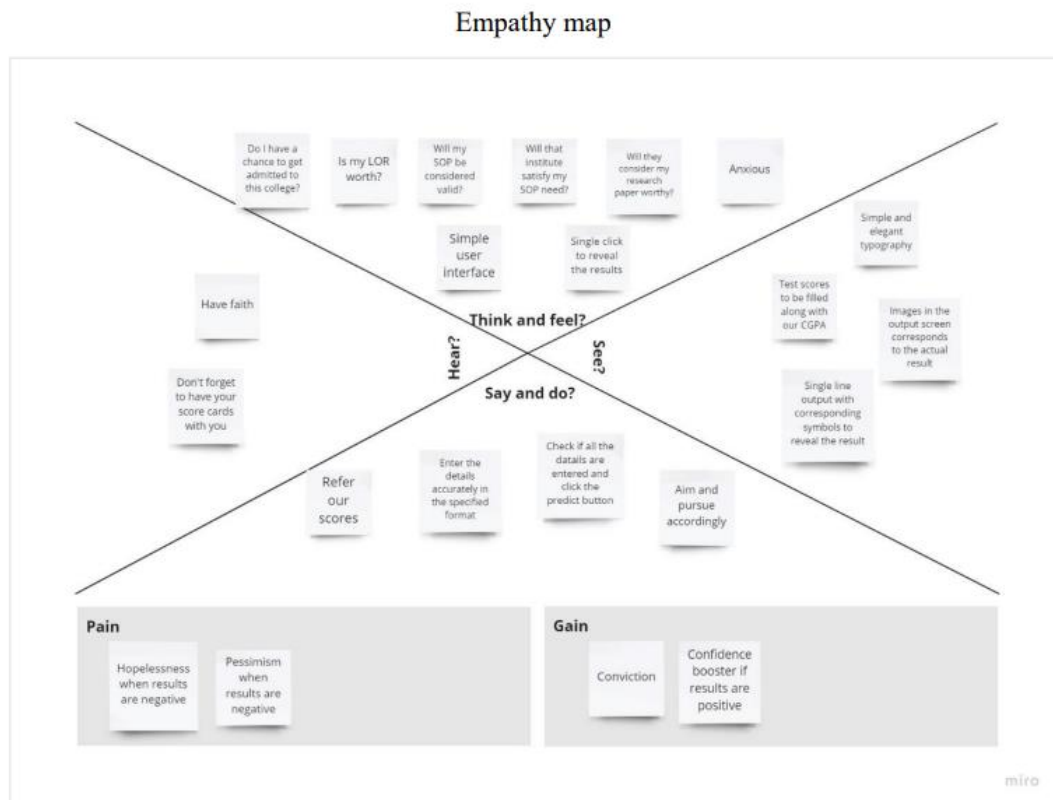 Empathy map
Do I have a
chance to get
admitted to
this college?
Is my LOR
worth?
Will my
SOP be
considered
valid?
Will that
institute
satisfy my
SOP need?
Will they
consider my
research
paper worthy?
Anxious
Simple
user
interface
Single click
to reveal
the results
Think and feel?
Have faith
Don't forget
to have your
score cards
with you
Hear?
See?
Simple and
elegant
typography
Test scores
to be filled
along with
our CGPA
Images in the
output screen
corresponds
to the actual
result
Single line
output with
corresponding
symbols to
reveal the result
Say and do?
Refer
our
scores
Enter the
details
accurately in
the specified
format
Check if all the
datails are
entered and
click the
predict button
Aim and
pursue
accordingly
Pain
Hopelessness
when results
are negative
Pessimism
when
results are
negative
Gain
Conviction
Confidence
booster if
results are
positive
miro